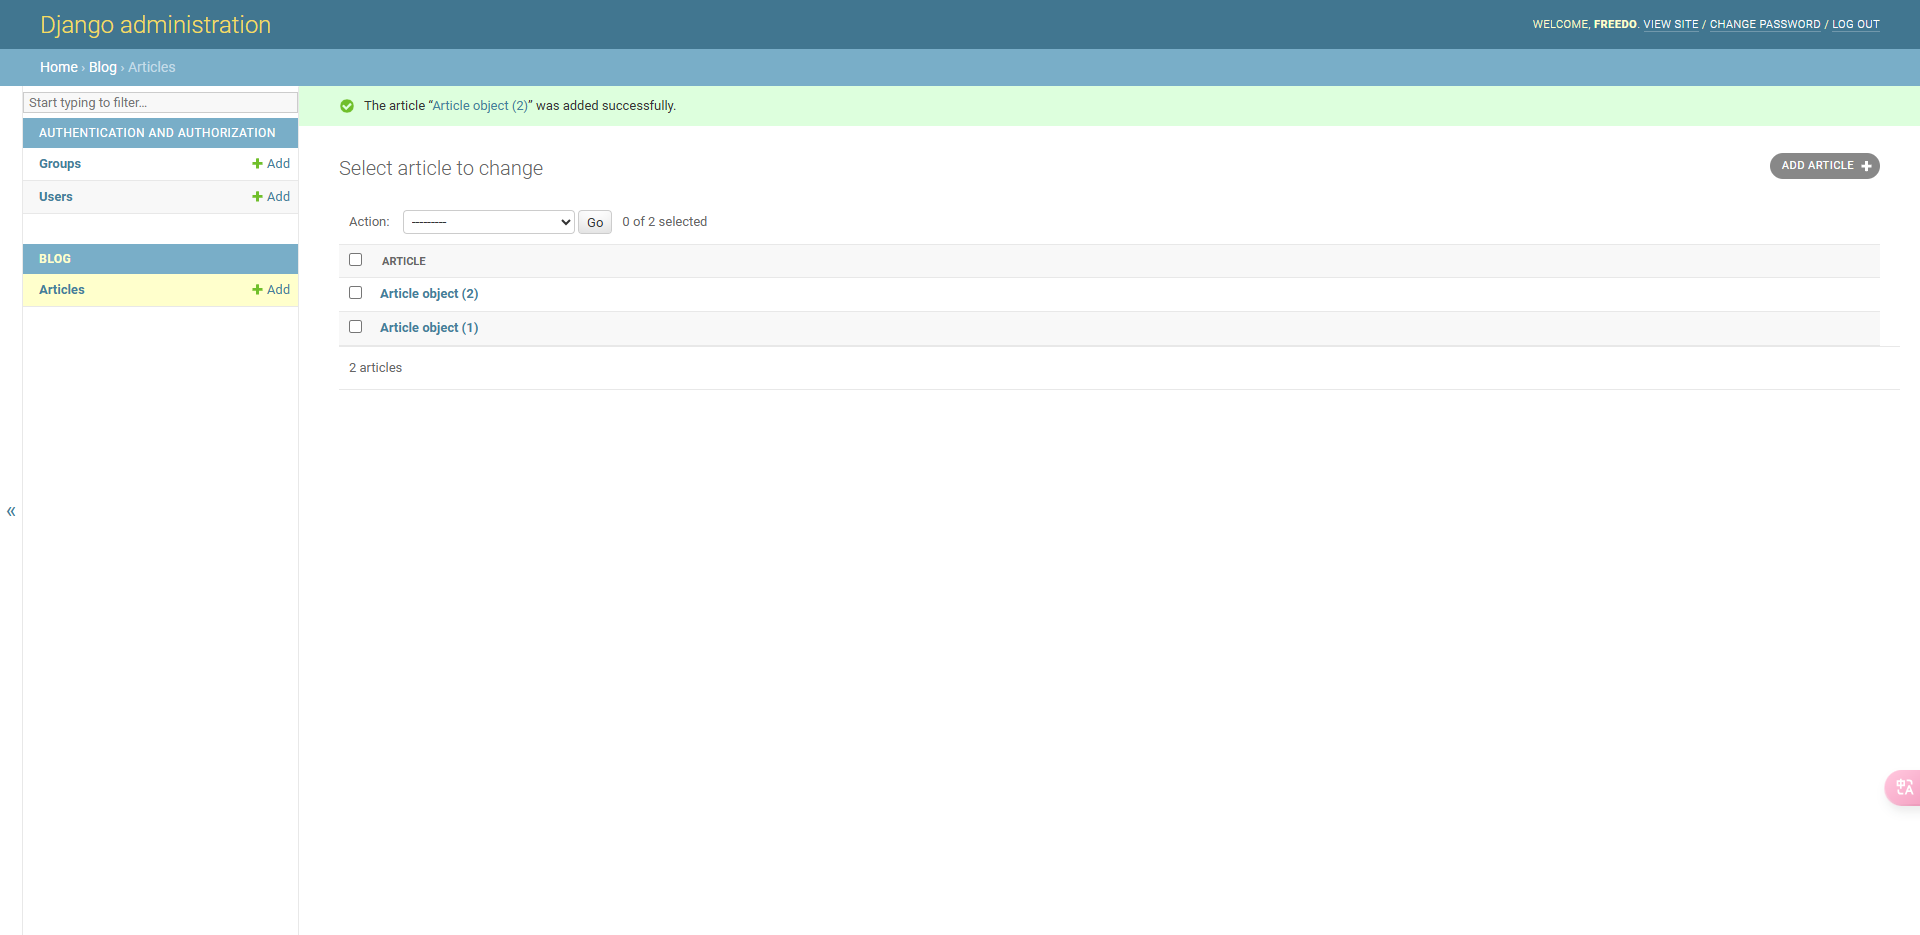 Django administration
WELCOME, FREEDO. VIEW SITE / CHANGE PASSWORD / LOG OUT
Home › Blog › Articles
Start typing to filter...
AUTHENTICATION AND AUTHORIZATION
Groups Add
Users Add
BLOG
Articles Add
«
The article “Article object (2)” was added successfully.
Select article to change
ADD ARTICLE
Action: --------- Go 0 of 2 selected
ARTICLE
Article object (2)
Article object (1)
2 articles
中A